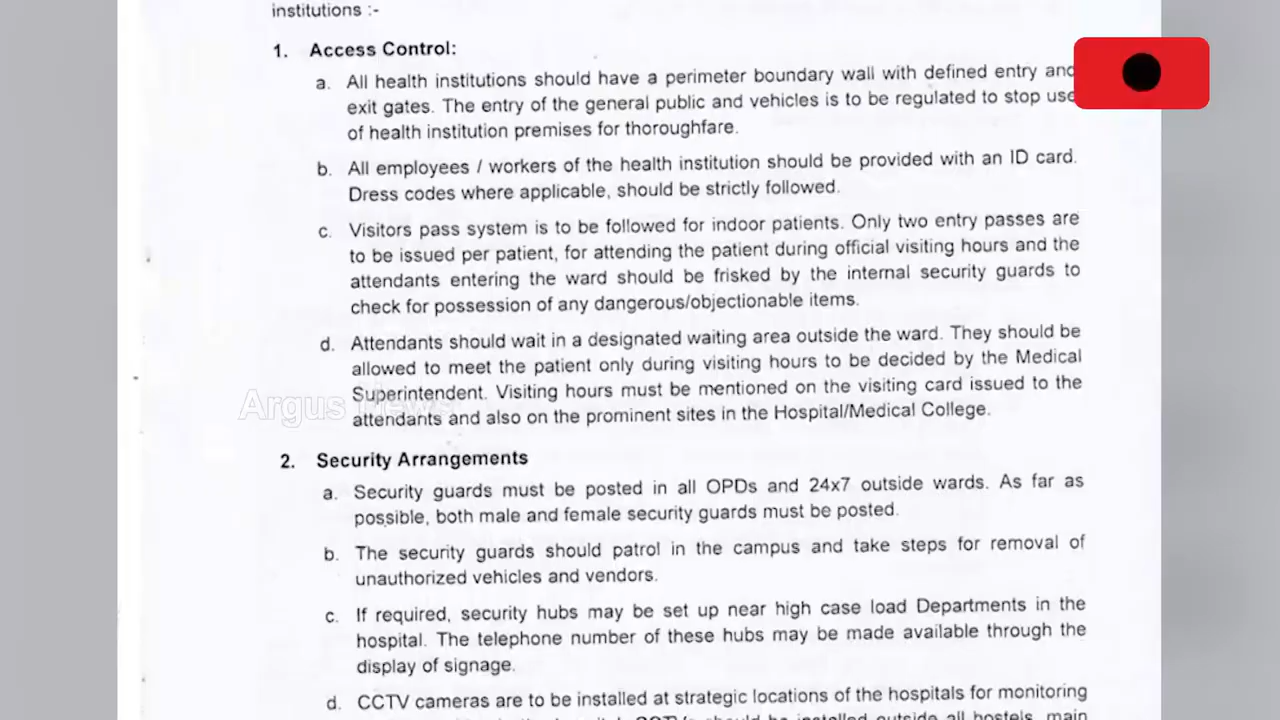 institutions :-
1. Access Control:
a. All health institutions should have a perimeter boundary wall with defined entry and
exit gates. The entry of the general public and vehicles is to be regulated to stop use
of health institution premises for thoroughfare.
b. All employees / workers of the health institution should be provided with an ID card.
Dress codes where applicable, should be strictly followed.
c. Visitors pass system is to be followed for indoor patients. Only two entry passes are
to be issued per patient, for attending the patient during official visiting hours and the
attendants entering the ward should be frisked by the internal security guards to
check for possession of any dangerous/objectionable items.
d. Attendants should wait in a designated waiting area outside the ward. They should be
allowed to meet the patient only during visiting hours to be decided by the Medical
Superintendent. Visiting hours must be mentioned on the visiting card issued to the
Argus News
attendants and also on the prominent sites in the Hospital/Medical College.
2. Security Arrangements
a. Security guards must be posted in all OPDs and 24x7 outside wards. As far as
possible, both male and female security guards must be posted.
b. The security guards should patrol in the campus and take steps for removal of
unauthorized vehicles and vendors.
c. If required, security hubs may be set up near high case load Departments in the
hospital. The telephone number of these hubs may be made available through the
display of signage.
d. CCTV cameras are to be installed at strategic locations of the hospitals for monitoring
should be installed outside all hostels, main